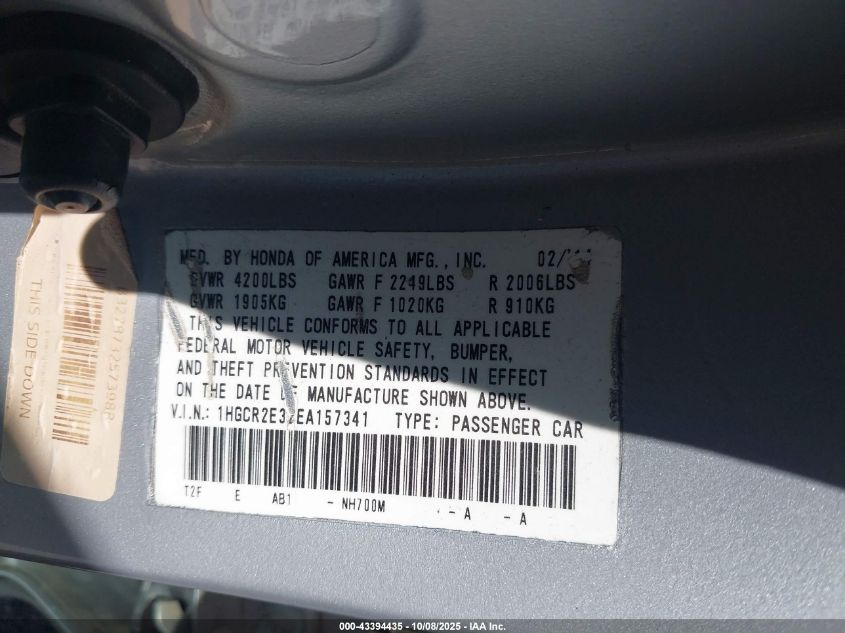 MFD. BY HONDA OF AMERICA MFG., INC.
GVWR 4200LBS GAWR F 2249LBS R 2006LBS
GVWR 1905KG GAWR F 1020KG R 910KG
THIS VEHICLE CONFORMS TO ALL APPLICABLE
FEDERAL MOTOR VEHICLE SAFETY, BUMPER,
AND THEFT PREVENTION STANDARDS IN EFFECT
ON THE DATE OF MANUFACTURE SHOWN ABOVE.
V.I.N.: TYPE: PASSENGER CAR
T2F E AB1 - NH700M - A - A
THIS SIDE DOWN
000-43394435 - 10/08/2025 - IAA Inc.